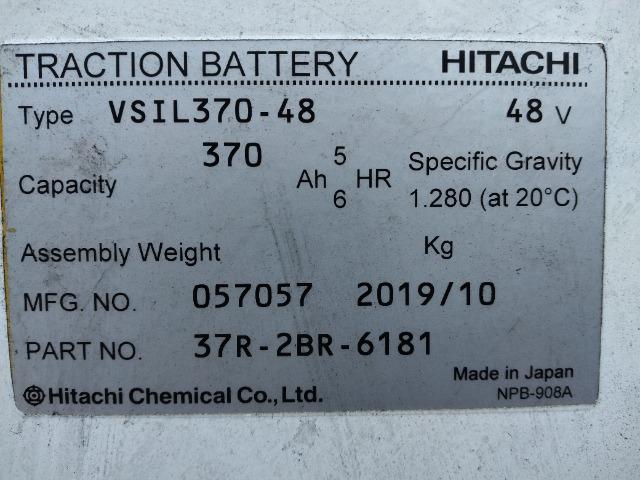 TRACTION BATTERY HITACHI
Type VSIL370-48 48 V
Capacity 370 Ah 5 6 HR Specific Gravity
1.280 (at 20°C)
Assembly Weight Kg
MFG. NO. 057057 2019/10
PART NO. 37R-2BR-6181
Made in Japan
Hitachi Chemical Co., Ltd. NPB-908A